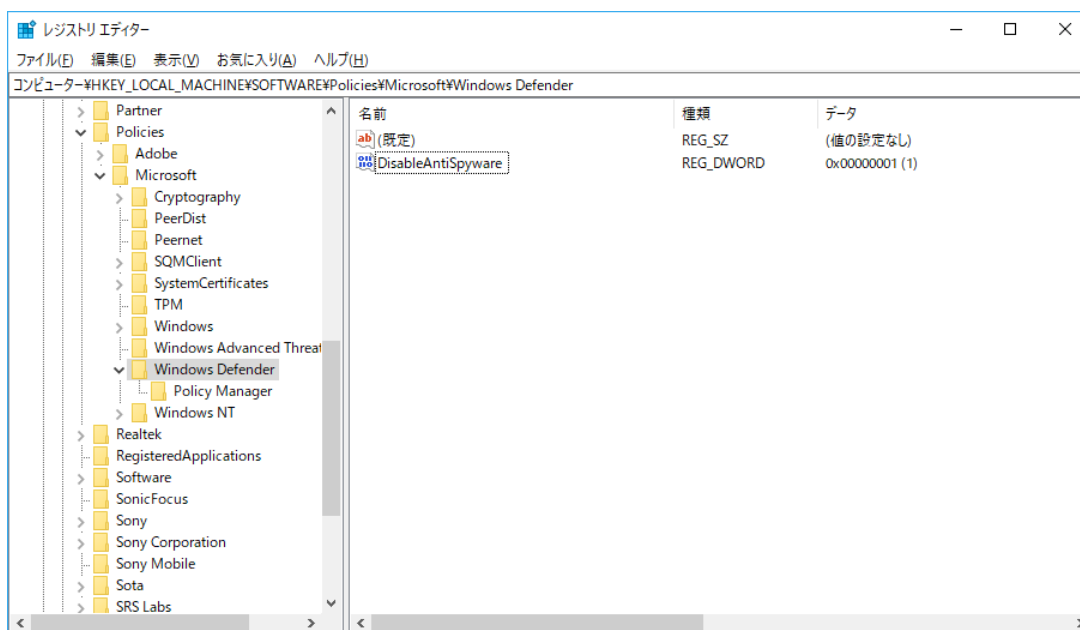 レジストリ エディター
ファイル(F) 編集(E) 表示(V) お気に入り(A) ヘルプ(H)
コンピューター¥HKEY_LOCAL_MACHINE¥SOFTWARE¥Policies¥Microsoft¥Windows Defender
Partner
Policies
Adobe
Microsoft
Cryptography
PeerDist
Peernet
SQMClient
SystemCertificates
TPM
Windows
Windows Advanced Threat
Windows Defender
Policy Manager
Windows NT
Realtek
RegisteredApplications
Software
SonicFocus
Sony
Sony Corporation
Sony Mobile
Sota
SRS Labs
名前 種類 データ
(既定) REG_SZ (値の設定なし)
DisableAntiSpyware REG_DWORD 0x00000001 (1)